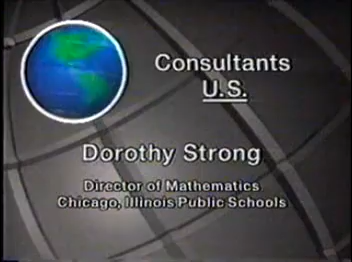 Consultants
U.S.
Dorothy Strong
Director of Mathematics
Chicago, Illinois Public Schools